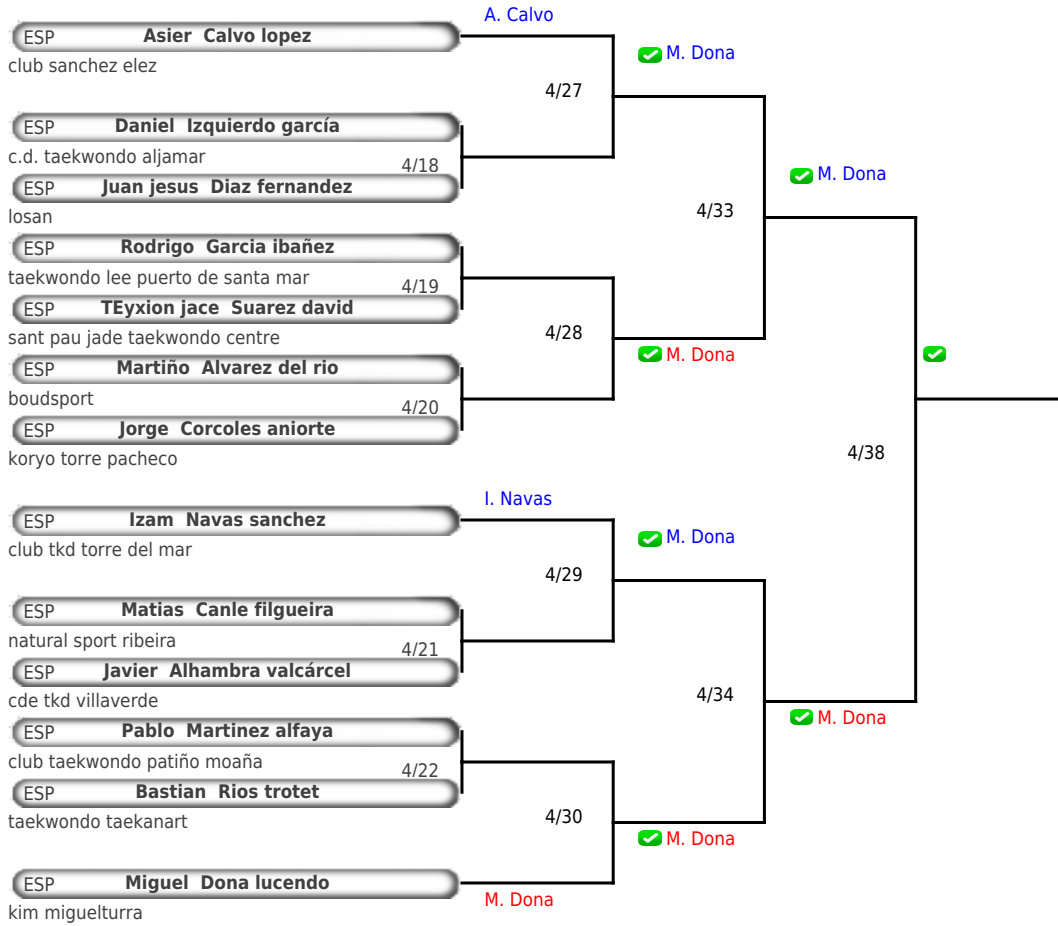 A. Calvo
ESP Asier Calvo lopez
club sanchez elez
M. Dona
4/27
ESP Daniel Izquierdo garcía
c.d. taekwondo aljamar
4/18
ESP Juan jesus Diaz fernandez
losan
M. Dona
4/33
ESP Rodrigo Garcia ibañez
taekwondo lee puerto de santa mar
4/19
ESP TEyxion jace Suarez david
sant pau jade taekwondo centre
4/28
M. Dona
ESP Martiño Alvarez del rio
boudsport
4/20
ESP Jorge Corcoles aniorte
koryo torre pacheco
4/38
I. Navas
ESP Izam Navas sanchez
club tkd torre del mar
M. Dona
4/29
ESP Matias Canle filgueira
natural sport ribeira
4/21
ESP Javier Alhambra valcárcel
cde tkd villaverde
4/34
M. Dona
ESP Pablo Martinez alfaya
club taekwondo patiño moaña
4/22
ESP Bastian Rios trotet
taekwondo taekanart
4/30
M. Dona
ESP Miguel Dona lucendo
kim miguelturra
M. Dona